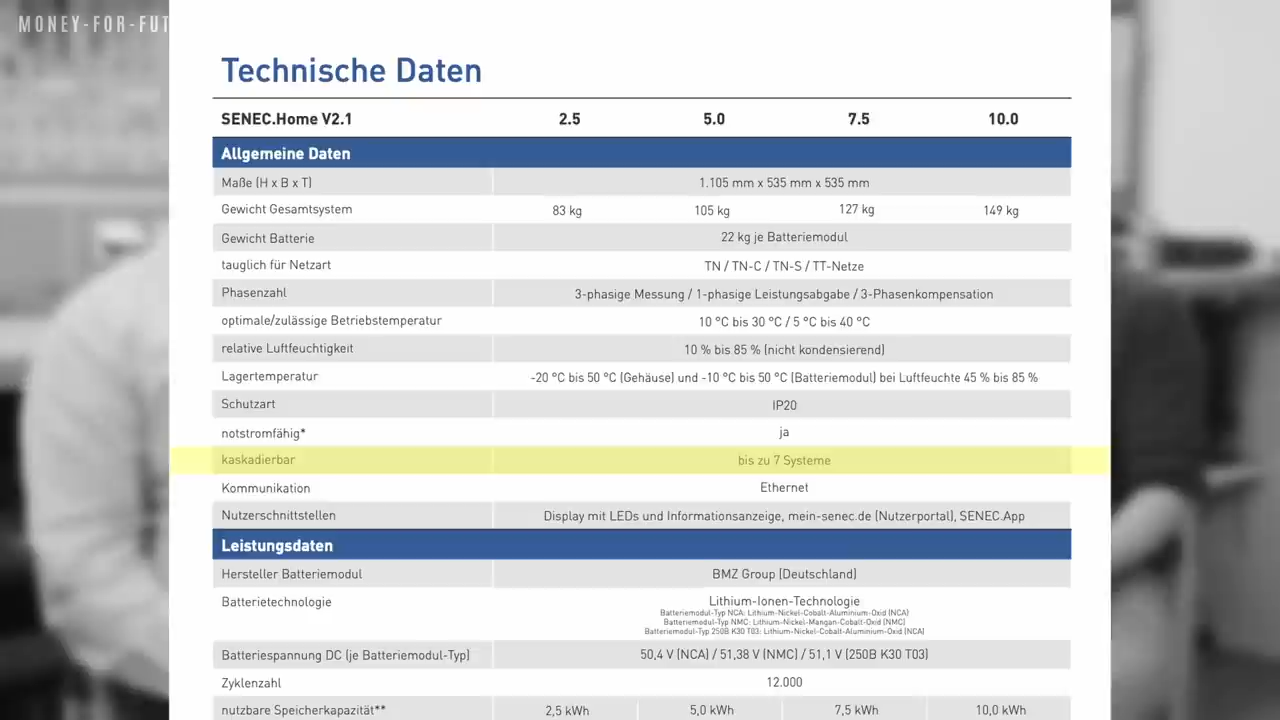 MONEY-FOR-FUT
Technische Daten
SENEC.Home V2.1 2.5 5.0 7.5 10.0
Allgemeine Daten
Maße (H x B x T) 1.105 mm x 535 mm x 535 mm
Gewicht Gesamtsystem 83 kg 105 kg 127 kg 149 kg
Gewicht Batterie 22 kg je Batteriemodul
tauglich für Netzart TN / TN-C / TN-S / TT-Netze
Phasenzahl 3-phasige Messung / 1-phasige Leistungsabgabe / 3-Phasenkompensation
optimale/zulässige Betriebstemperatur 10 °C bis 30 °C / 5 °C bis 40 °C
relative Luftfeuchtigkeit 10 % bis 85 % (nicht kondensierend)
Lagertemperatur -20 °C bis 50 °C (Gehäuse) und -10 °C bis 50 °C (Batteriemodul) bei Luftfeuchte 45 % bis 85 %
Schutzart IP20
notstromfähig* ja
kaskadierbar bis zu 7 Systeme
Kommunikation Ethernet
Nutzerschnittstellen Display mit LEDs und Informationsanzeige, mein-senec.de (Nutzerportal), SENEC.App
Leistungsdaten
Hersteller Batteriemodul BMZ Group (Deutschland)
Batterietechnologie Lithium-Ionen-Technologie
Batteriemodul-Typ NCA: Lithium-Nickel-Cobalt-Aluminium-Oxid (NCA)
Batteriemodul-Typ NMC: Lithium-Nickel-Mangan-Cobalt-Oxid (NMC)
Batteriemodul-Typ 250B K30 T03: Lithium-Nickel-Cobalt-Aluminium-Oxid (NCA)
Batteriespannung DC (je Batteriemodul-Typ) 50,4 V (NCA) / 51,38 V (NMC) / 51,1 V (250B K30 T03)
Zyklenzahl 12.000
nutzbare Speicherkapazität** 2,5 kWh 5,0 kWh 7,5 kWh 10,0 kWh